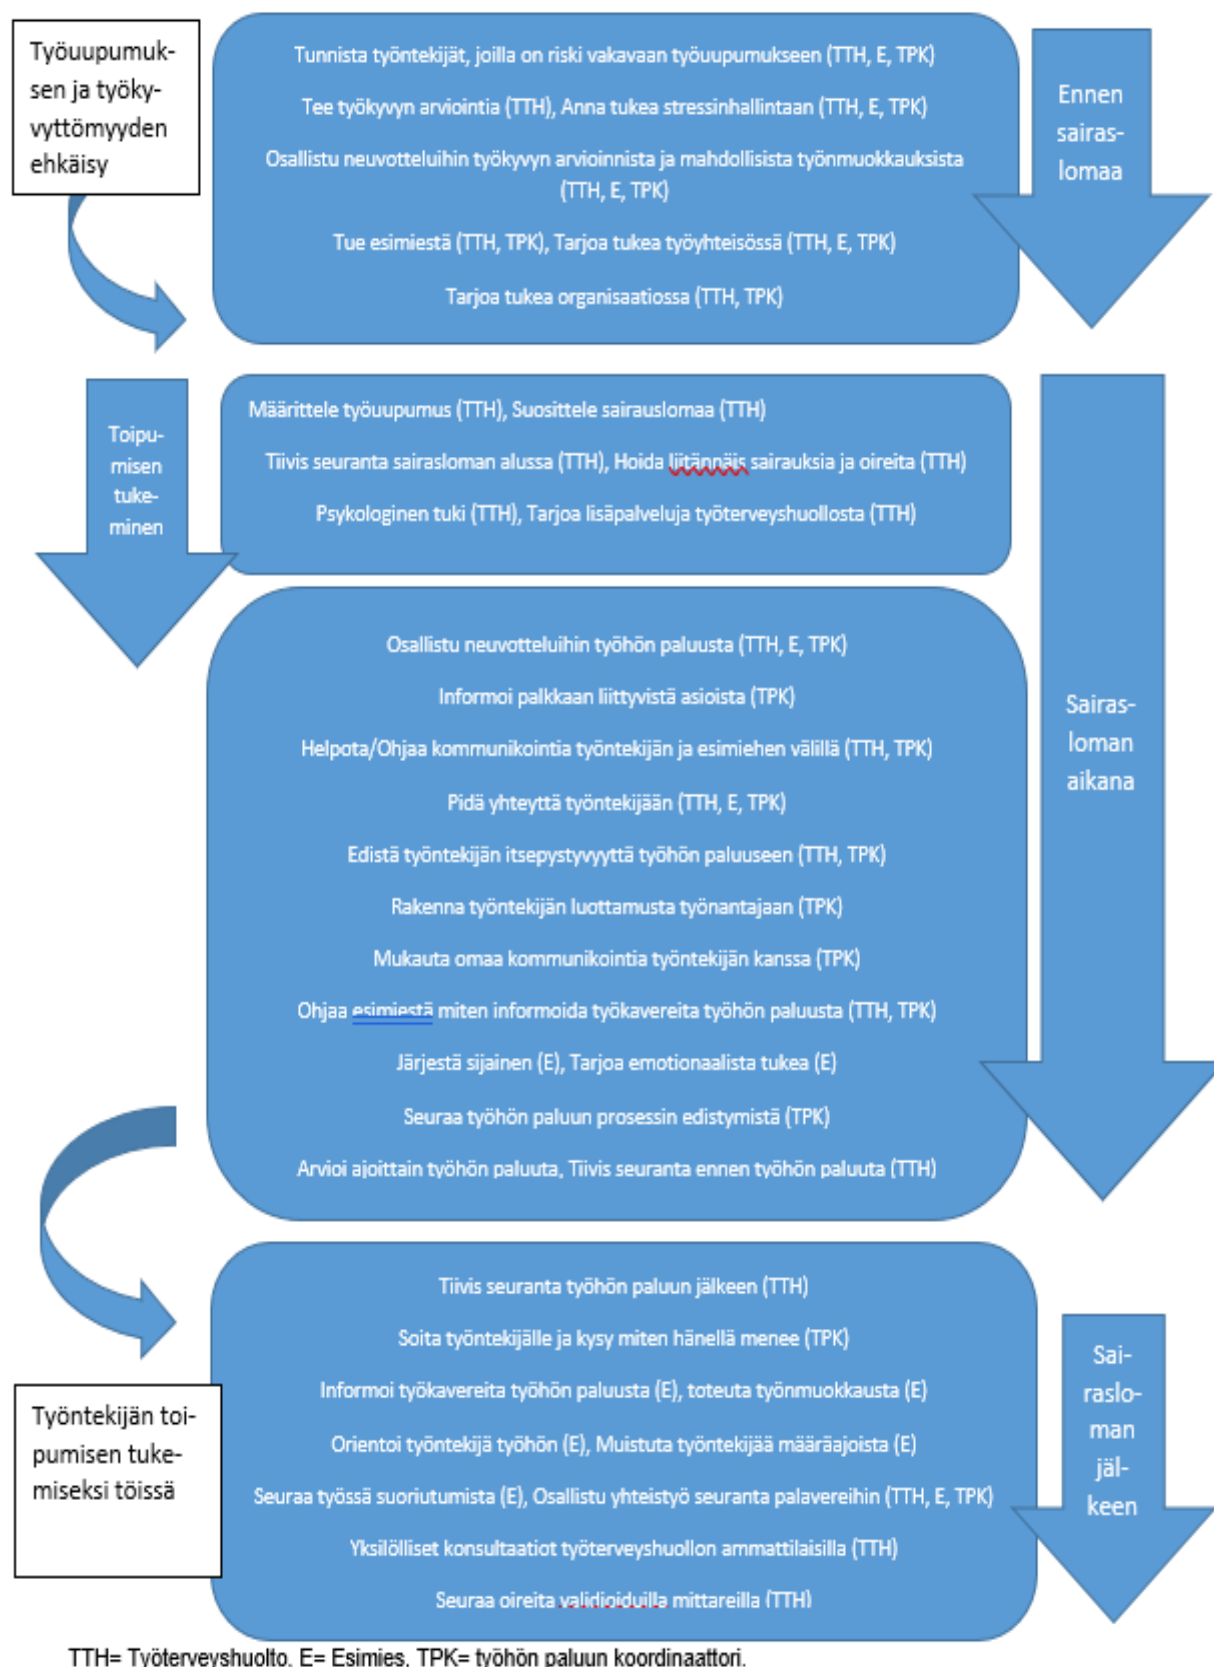 Työuupumuk-
sen ja työky-
vyttömyyden
ehkäisy
Tunnista työntekijät, joilla on riski vakavaan työuupumukseen (TTH, E, TPK)
Tee työkyvyn arviointia (TTH), Anna tukea stressinhallintaan (TTH, E, TPK)
Osallistu neuvotteluihin työkyvyn arvioinnista ja mahdollisista työnmuokkauksista
(TTH, E, TPK)
Tue esimiestä (TTH, TPK), Tarjoa tukea työyhteisössä (TTH, E, TPK)
Tarjoa tukea organisaatiossa (TTH, TPK)
Ennen
sairas-
lomaa
Toipu-
misen
tuke-
minen
Määrittele työuupumus (TTH), Suosittele sairauslomaa (TTH)
Tiivis seuranta sairasloman alussa (TTH), Hoida liitännäis sairauksia ja oireita (TTH)
Psykologinen tuki (TTH), Tarjoa lisäpalveluja työterveyshuollosta (TTH)
Osallistu neuvotteluihin työhön paluusta (TTH, E, TPK)
Informoi palkkaan liittyvistä asioista (TPK)
Helpota/Ohjaa kommunikointia työntekijän ja esimiehen välillä (TTH, TPK)
Pidä yhteyttä työntekijään (TTH, E, TPK)
Edistä työntekijän itsepystyvyyttä työhön paluuseen (TTH, TPK)
Rakenna työntekijän luottamusta työnantajaan (TPK)
Mukauta omaa kommunikointia työntekijän kanssa (TPK)
Ohjaa esimiestä miten informoida työkavereita työhön paluusta (TTH, TPK)
Järjestä sijainen (E), Tarjoa emotionaalista tukea (E)
Seuraa työhön paluun prosessin edistymistä (TPK)
Arvioi ajoittain työhön paluuta, Tiivis seuranta ennen työhön paluuta (TTH)
Sairas-
loman
aikana
Tiivis seuranta työhön paluun jälkeen (TTH)
Soita työntekijälle ja kysy miten hänellä menee (TPK)
Informoi työkavereita työhön paluusta (E), toteuta työnmuokkausta (E)
Orientoi työntekijä työhön (E), Muistuta työntekijää määräajoista (E)
Seuraa työssä suoriutumista (E), Osallistu yhteistyö seuranta palavereihin (TTH, E, TPK)
Yksilölliset konsultaatiot työterveyshuollon ammattilaisilla (TTH)
Seuraa oireita validioiduilla mittareilla (TTH)
Työntekijän toi-
pumisen tuke-
miseksi töissä
Sai-
raslo-
man
jäl-
keen
TTH= Työterveyshuolto, E= Esimies, TPK= työhön paluun koordinaattori.